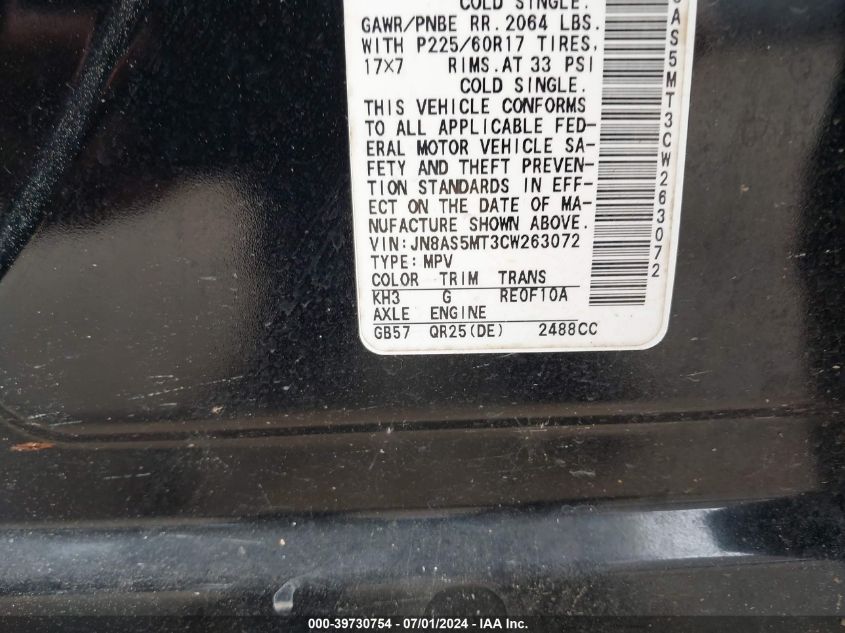 COLD SINGLE.
GAWR/PNBE RR. 2064 LBS.
WITH P225/60R17 TIRES,
17X7 RIMS. AT 33 PSI
COLD SINGLE.
THIS VEHICLE CONFORMS
TO ALL APPLICABLE FED-
ERAL MOTOR VEHICLE SA-
FETY AND THEFT PREVEN-
TION STANDARDS IN EFF-
ECT ON THE DATE OF MA-
NUFACTURE SHOWN ABOVE.
VIN:JN8AS5MT3CW263072
TYPE: MPV
COLOR TRIM TRANS
KH3 G RE0F10A
AXLE ENGINE
GB57 QR25(DE) 2488CC
AS5MT3CW263072
000-39730754 - 07/01/2024 - IAA Inc.